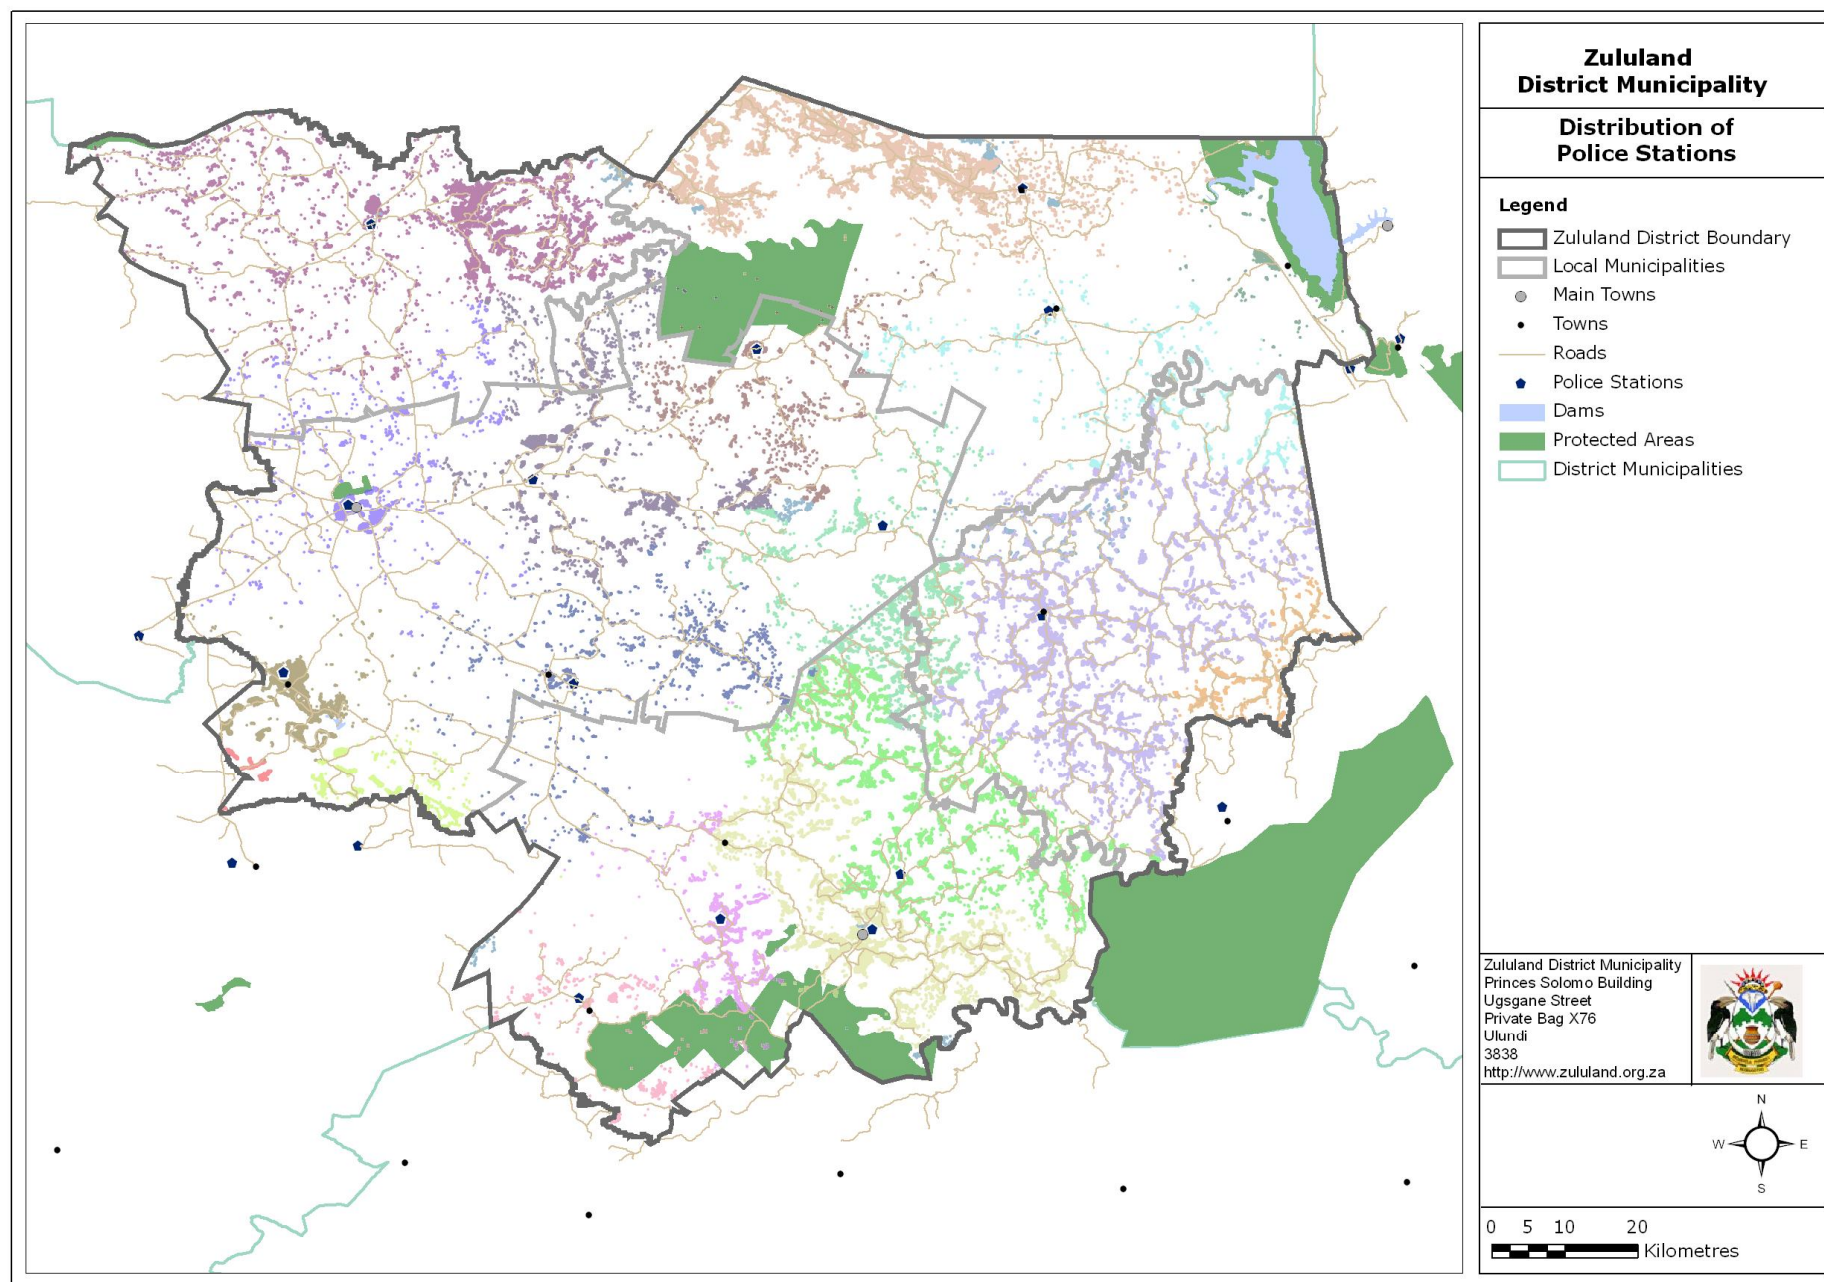 Zululand
District Municipality
Distribution of
Police Stations
Legend
Zululand District Boundary
Local Municipalities
Main Towns
Towns
Roads
Police Stations
Dams
Protected Areas
District Municipalities
Zululand District Municipality
Princes Solomo Building
Ugsgane Street
Private Bag X76
Ulundi
3838
http://www.zululand.org.za
N
W E
S
0 5 10 20
Kilometres